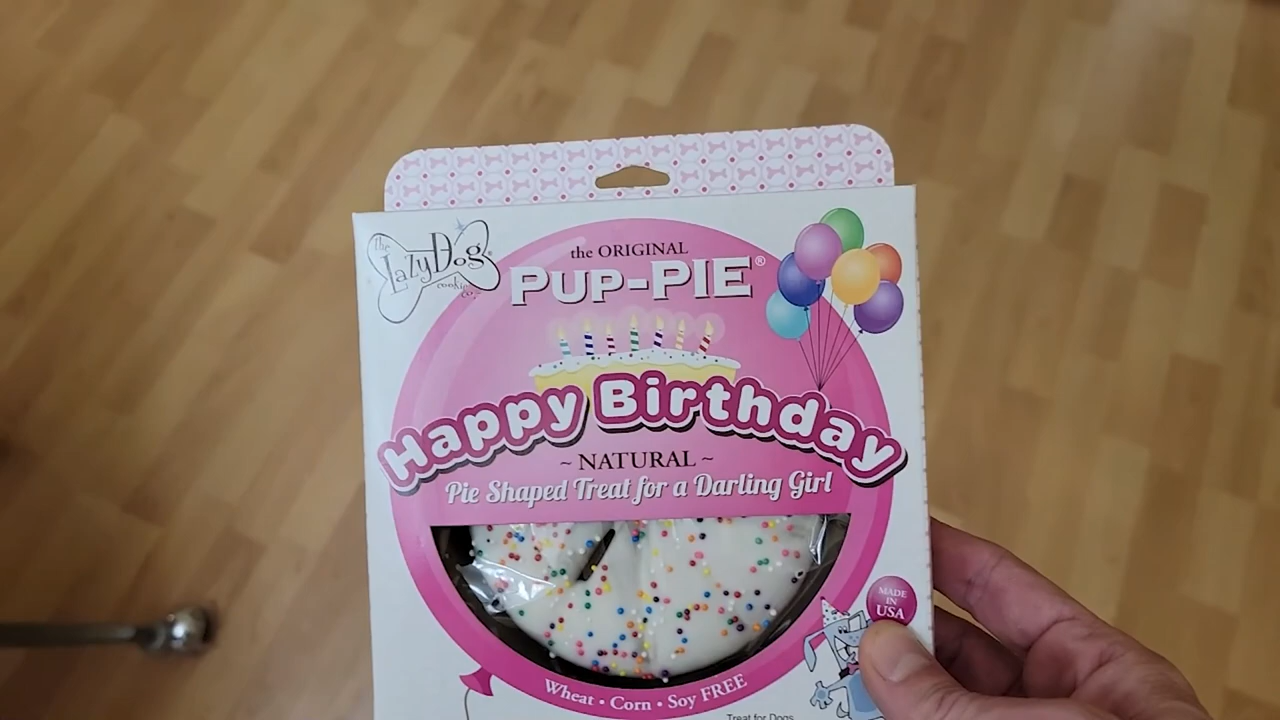 the
LaZyDog
cookie
co.
the ORIGINAL
PUP-PIE®
Happy Birthday
~ NATURAL ~
Pie Shaped Treat for a Darling Girl
MADE
IN
USA
Wheat • Corn • Soy FREE
Treat for Dogs